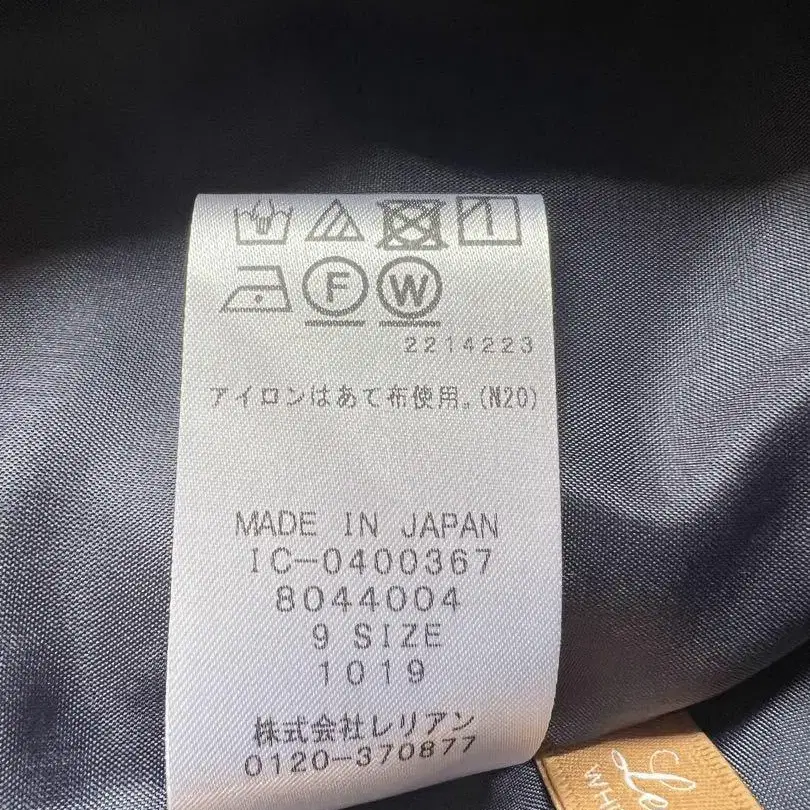 F W
2214223
アイロンはあて布使用。(N20)
MADE IN JAPAN
IC-0400367
8044004
9 SIZE
1019
株式会社レリアン
0120-370877